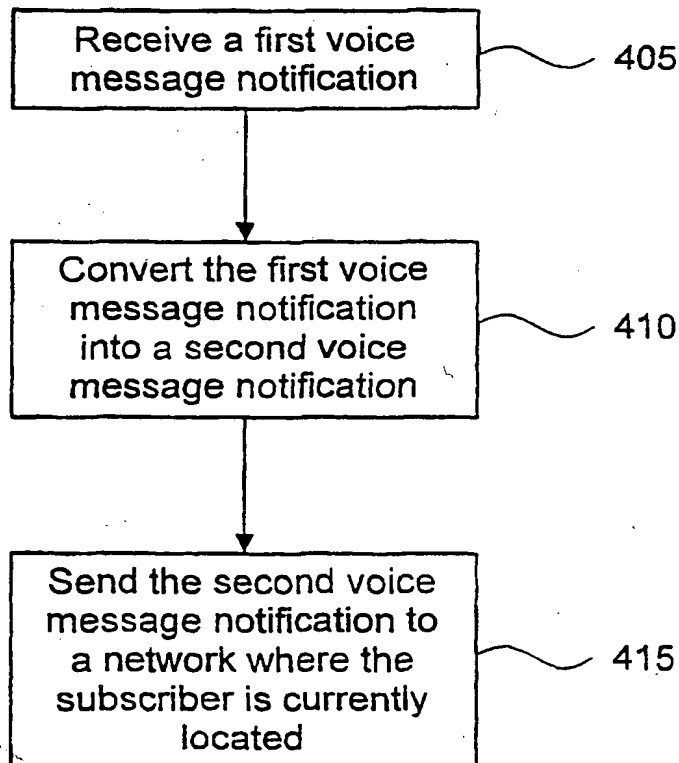 Receive a first voice
message notification
405
Convert the first voice
message notification
into a second voice
message notification
410
Send the second voice
message notification to
a network where the
subscriber is currently
located
415